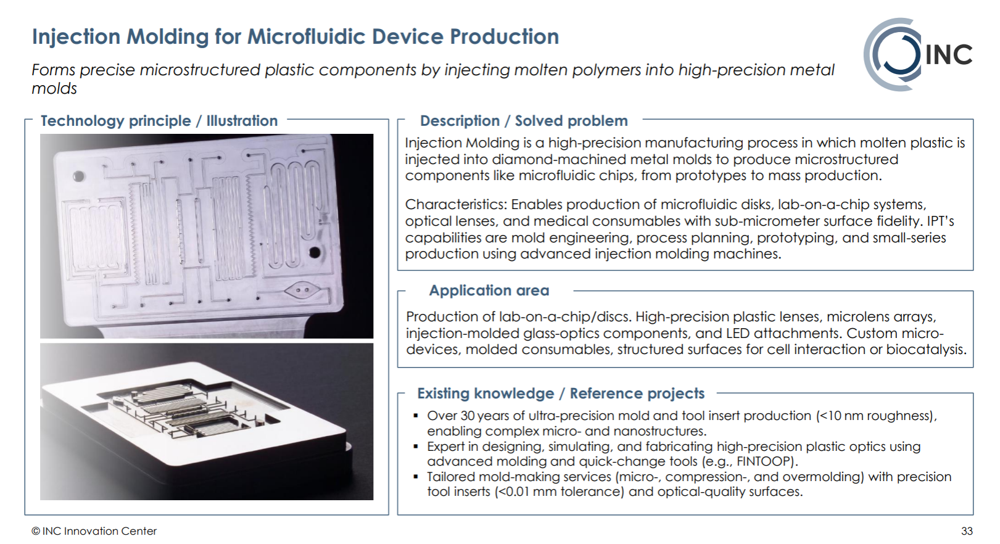 Injection Molding for Microfluidic Device Production
Forms precise microstructured plastic components by injecting molten polymers into high-precision metal
molds
INC
Technology principle / Illustration
Description / Solved problem
Injection Molding is a high-precision manufacturing process in which molten plastic is
injected into diamond-machined metal molds to produce microstructured
components like microfluidic chips, from prototypes to mass production.
Characteristics: Enables production of microfluidic disks, lab-on-a-chip systems,
optical lenses, and medical consumables with sub-micrometer surface fidelity. IPT’s
capabilities are mold engineering, process planning, prototyping, and small-series
production using advanced injection molding machines.
Application area
Production of lab-on-a-chip/discs. High-precision plastic lenses, microlens arrays,
injection-molded glass-optics components, and LED attachments. Custom micro-
devices, molded consumables, structured surfaces for cell interaction or biocatalysis.
Existing knowledge / Reference projects
▪ Over 30 years of ultra-precision mold and tool insert production (<10 nm roughness),
enabling complex micro- and nanostructures.
▪ Expert in designing, simulating, and fabricating high-precision plastic optics using
advanced molding and quick-change tools (e.g., FINTOOP).
▪ Tailored mold-making services (micro-, compression-, and overmolding) with precision
tool inserts (<0.01 mm tolerance) and optical-quality surfaces.
© INC Innovation Center
33